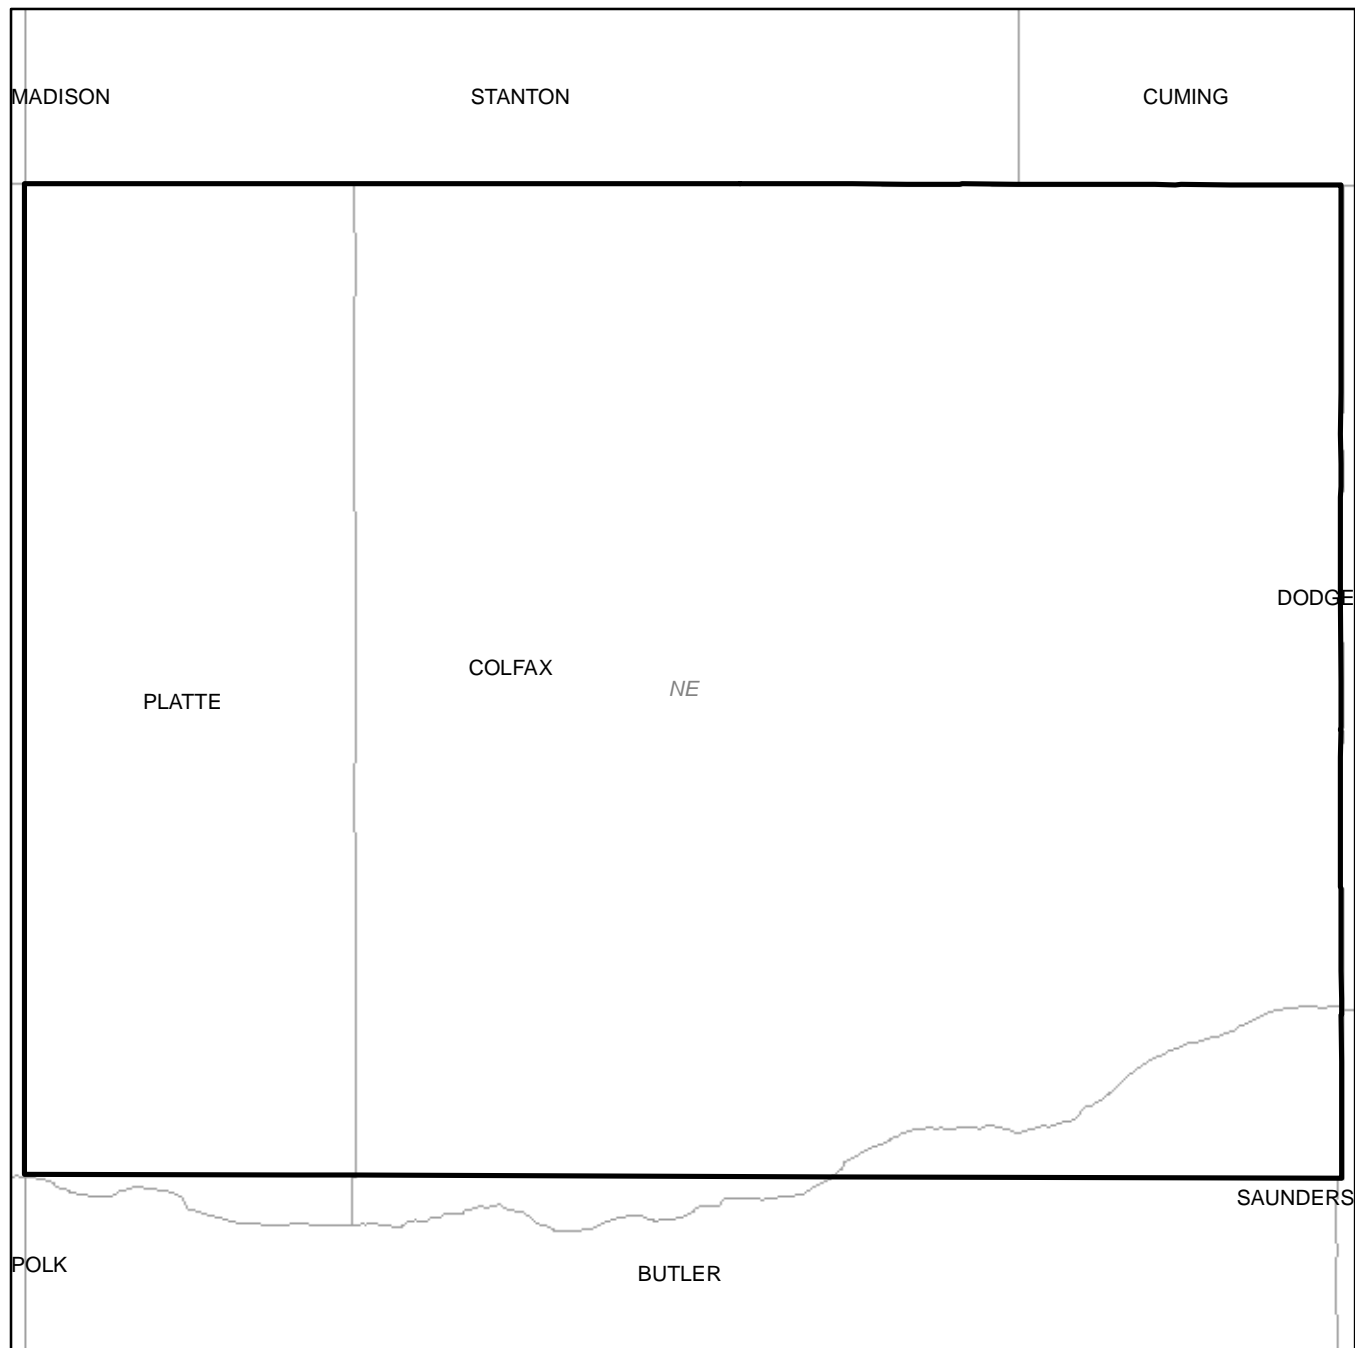 MADISON STANTON CUMING
DODGE
COLFAX
NE
PLATTE
SAUNDERS
POLK
BUTLER